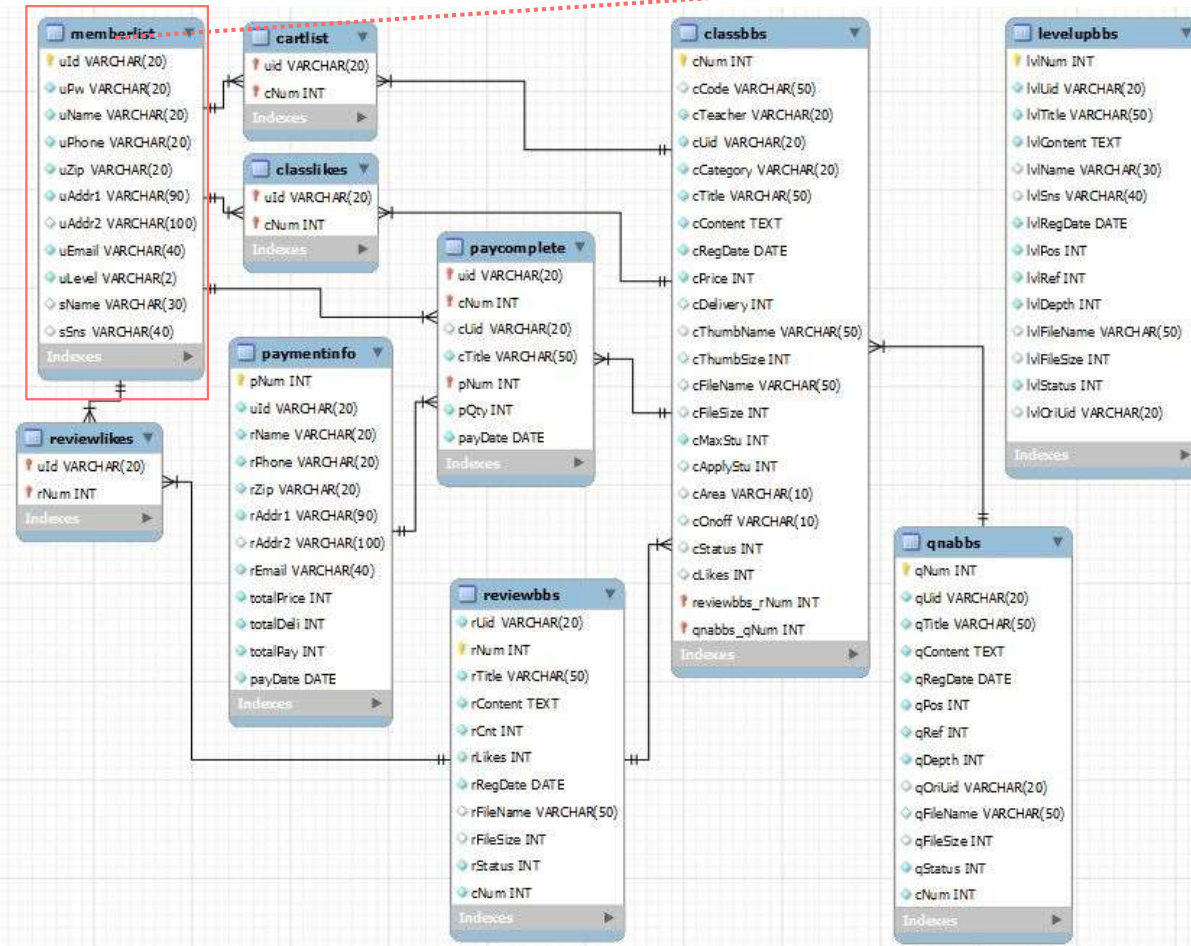 memberlist
uId VARCHAR(20)
uPw VARCHAR(20)
uName VARCHAR(20)
uPhone VARCHAR(20)
uZip VARCHAR(20)
uAddr1 VARCHAR(90)
uAddr2 VARCHAR(100)
uEmail VARCHAR(40)
uLevel VARCHAR(2)
sName VARCHAR(30)
sSns VARCHAR(40)
Indexes
cartlist
uid VARCHAR(20)
cNum INT
Indexes
classlikes
uId VARCHAR(20)
cNum INT
Indexes
paycomplete
uid VARCHAR(20)
cNum INT
cUid VARCHAR(20)
cTitle VARCHAR(50)
pNum INT
pQty INT
payDate DATE
Indexes
paymentinfo
pNum INT
uId VARCHAR(20)
rName VARCHAR(20)
rPhone VARCHAR(20)
rZip VARCHAR(20)
rAddr1 VARCHAR(90)
rAddr2 VARCHAR(100)
rEmail VARCHAR(40)
totalPrice INT
totalDeli INT
totalPay INT
payDate DATE
Indexes
reviewlikes
uId VARCHAR(20)
rNum INT
Indexes
reviewbbs
rUid VARCHAR(20)
rNum INT
rTitle VARCHAR(50)
rContent TEXT
rCnt INT
rLikes INT
rRegDate DATE
rFileName VARCHAR(50)
rFileSize INT
rStatus INT
cNum INT
Indexes
classbbs
cNum INT
cCode VARCHAR(50)
cTeacher VARCHAR(20)
cUid VARCHAR(20)
cCategory VARCHAR(20)
cTitle VARCHAR(50)
cContent TEXT
cRegDate DATE
cPrice INT
cDelivery INT
cThumbName VARCHAR(50)
cThumbSize INT
cFileName VARCHAR(50)
cFileSize INT
cMaxStu INT
cApplyStu INT
cArea VARCHAR(10)
cOnoff VARCHAR(10)
cStatus INT
cLikes INT
reviewbbs_rNum INT
qnabbs_qNum INT
Indexes
levelupbbs
lvlNum INT
lvlUid VARCHAR(20)
lvlTitle VARCHAR(50)
lvlContent TEXT
lvlName VARCHAR(30)
lvlSns VARCHAR(40)
lvlRegDate DATE
lvlPos INT
lvlRef INT
lvlDepth INT
lvlFileName VARCHAR(50)
lvlFileSize INT
lvlStatus INT
lvlOriUid VARCHAR(20)
Indexes
qnabbs
qNum INT
qUid VARCHAR(20)
qTitle VARCHAR(50)
qContent TEXT
qRegDate DATE
qPos INT
qRef INT
qDepth INT
qOriUid VARCHAR(20)
qFileName VARCHAR(50)
qFileSize INT
qStatus INT
cNum INT
Indexes